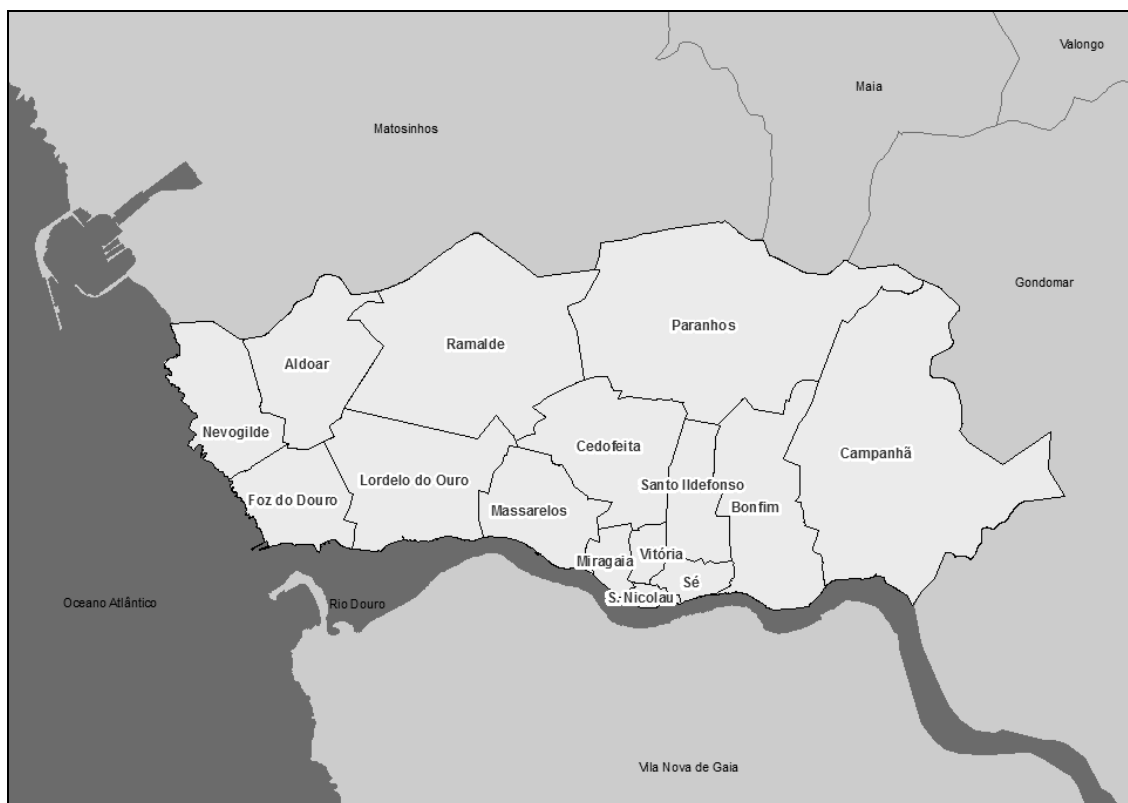 Valongo
Maia
Matosinhos
Gondomar
Paranhos
Ramalde
Aldoar
Nevogilde
Cedofeita
Campanhã
Lordelo do Ouro
Santo Ildefonso
Foz do Douro
Massarelos
Bonfim
Miragaia
Vitória
Sé
S. Nicolau
Oceano Atlântico
Rio Douro
Vila Nova de Gaia